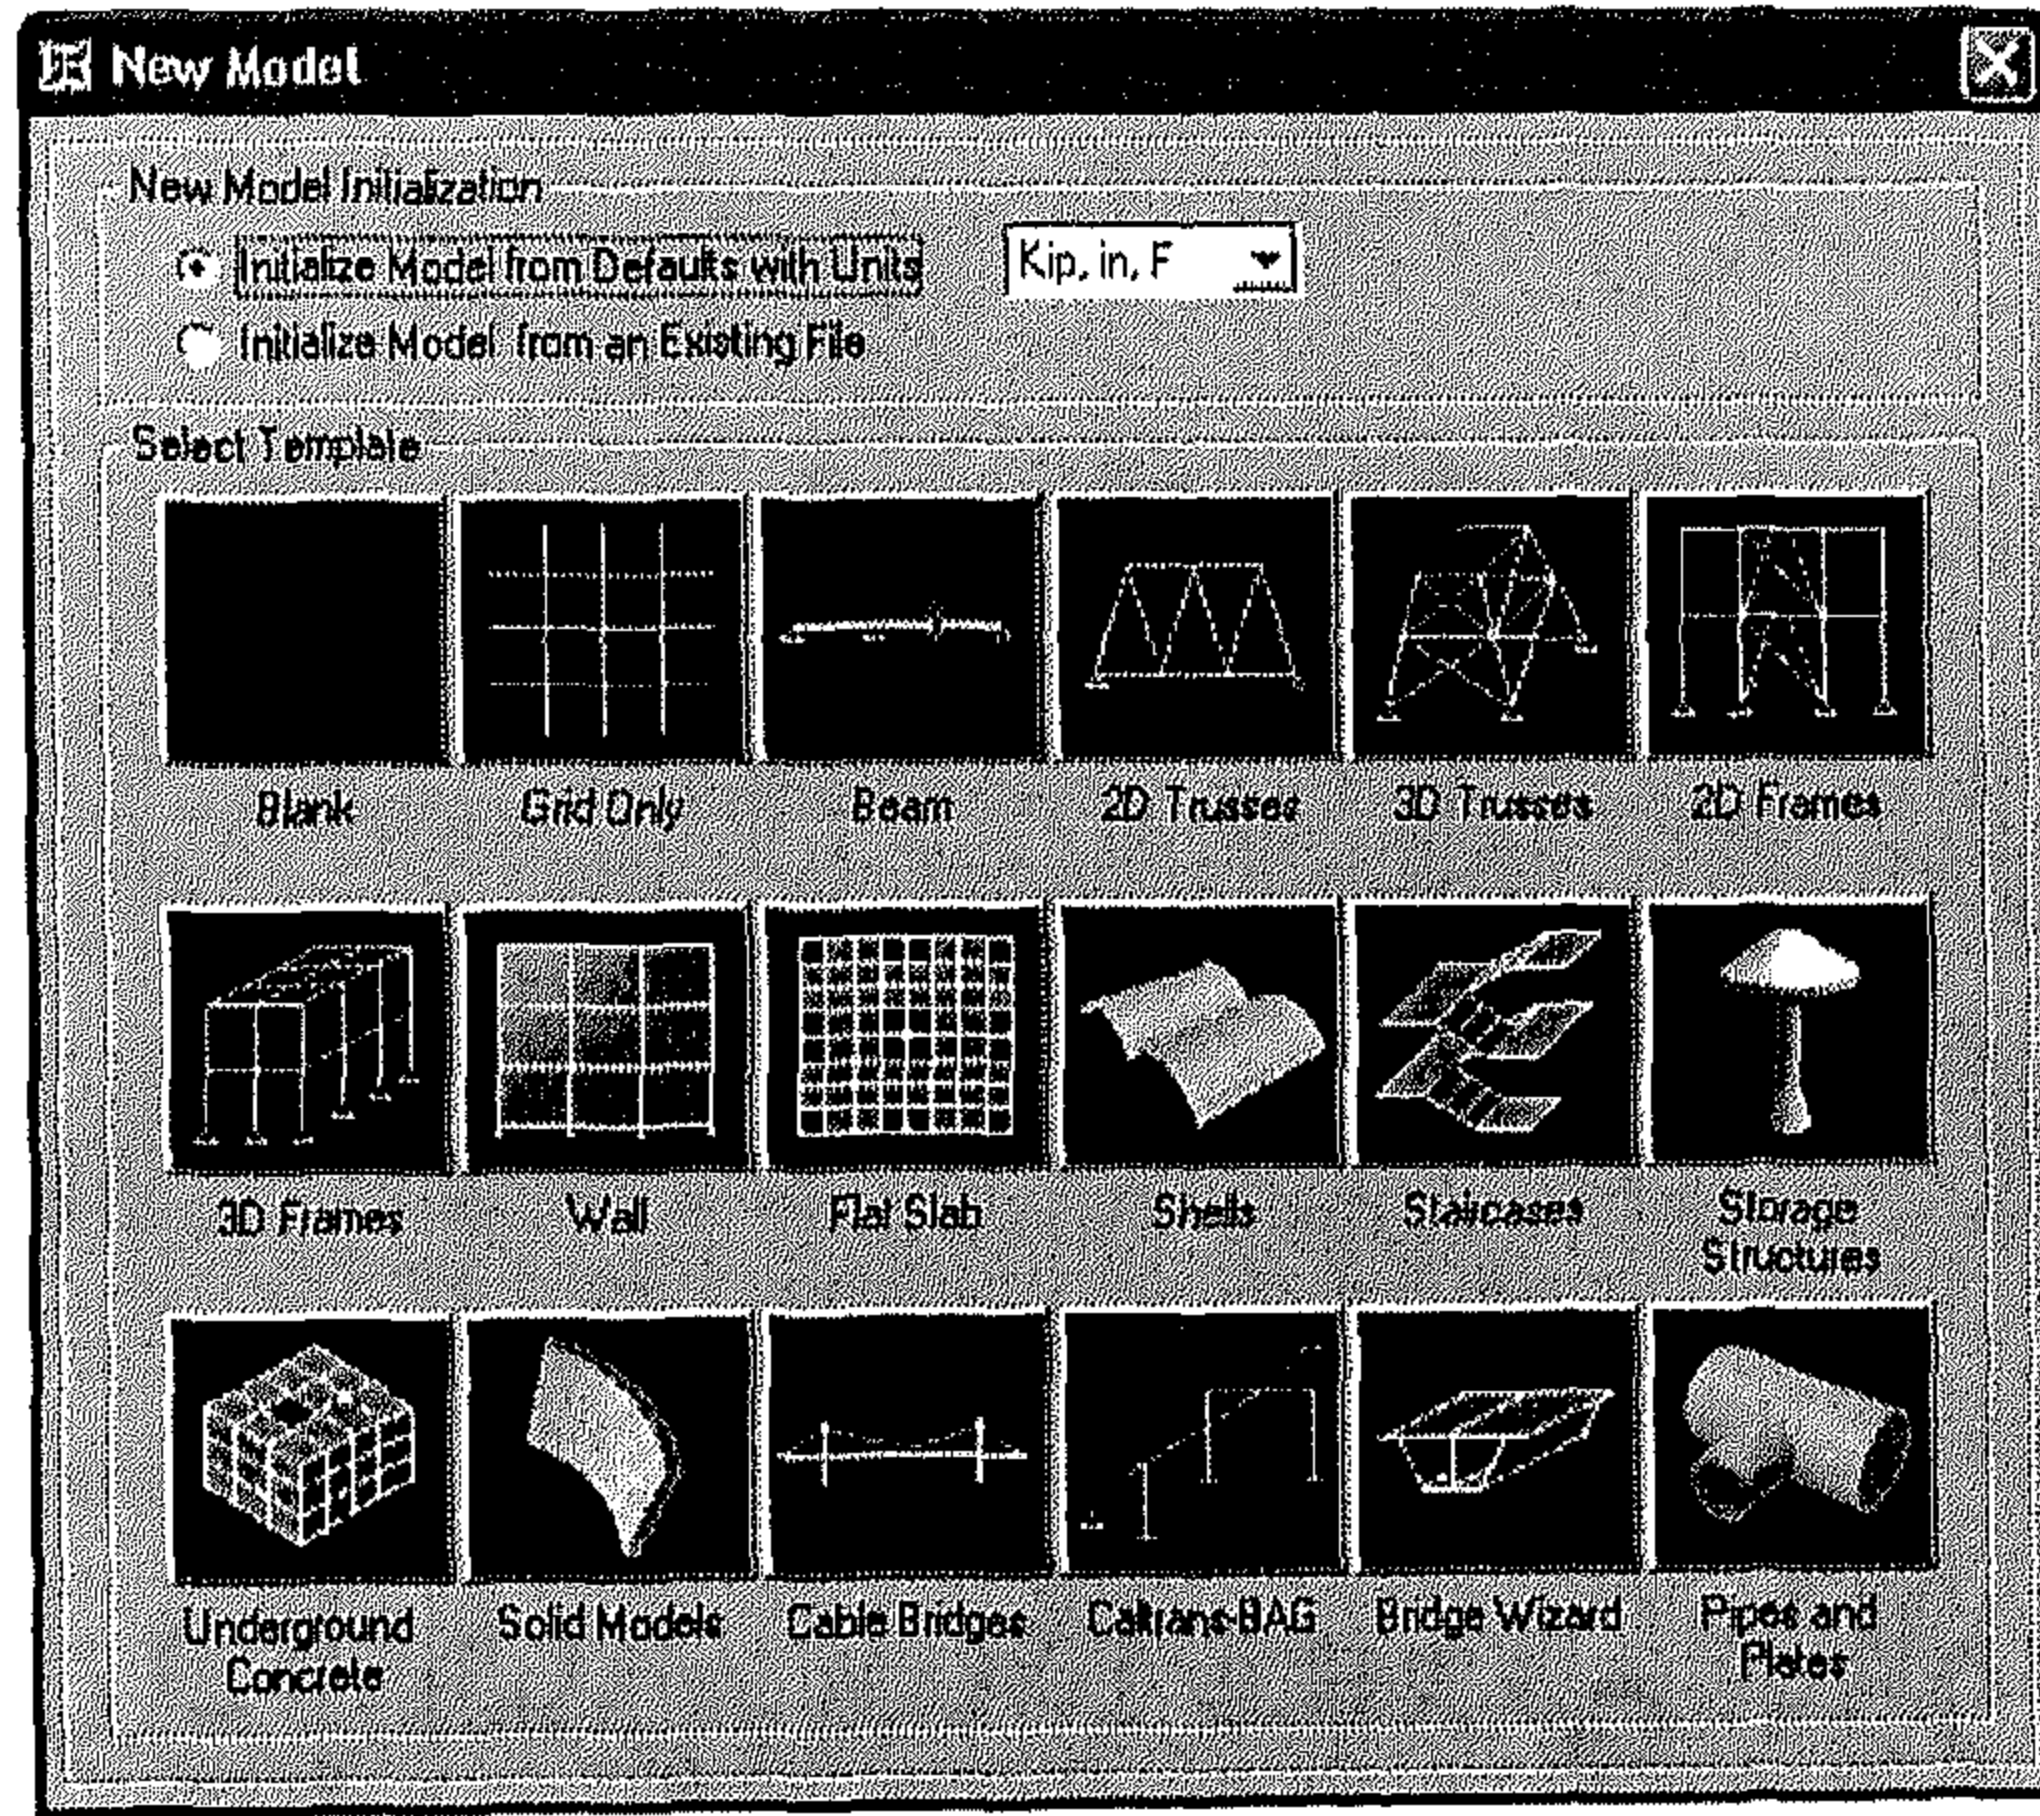 New Model
New Model Initialization
Initialize Model from Defaults with Units
Kip, in, F
Initialize Model from an Existing File
Select Template
Blank
Grid Only
Beam
2D Trusses
3D Trusses
2D Frames
3D Frames
Wall
Flat Slab
Shells
Staircases
Storage
Structures
Underground
Concrete
Solid Models
Cable Bridges
Caltrans-BAG
Bridge Wizard
Pipes and
Plates